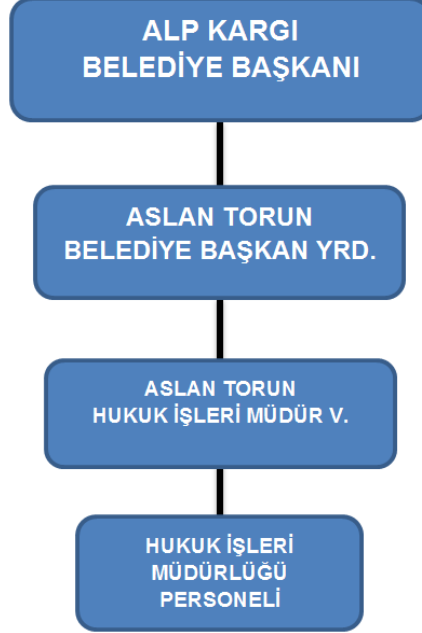 ALP KARGI
BELEDİYE BAŞKANI
ASLAN TORUN
BELEDİYE BAŞKAN YRD.
ASLAN TORUN
HUKUK İŞLERİ MÜDÜR V.
HUKUK İŞLERİ
MÜDÜRLÜĞÜ
PERSONELİ